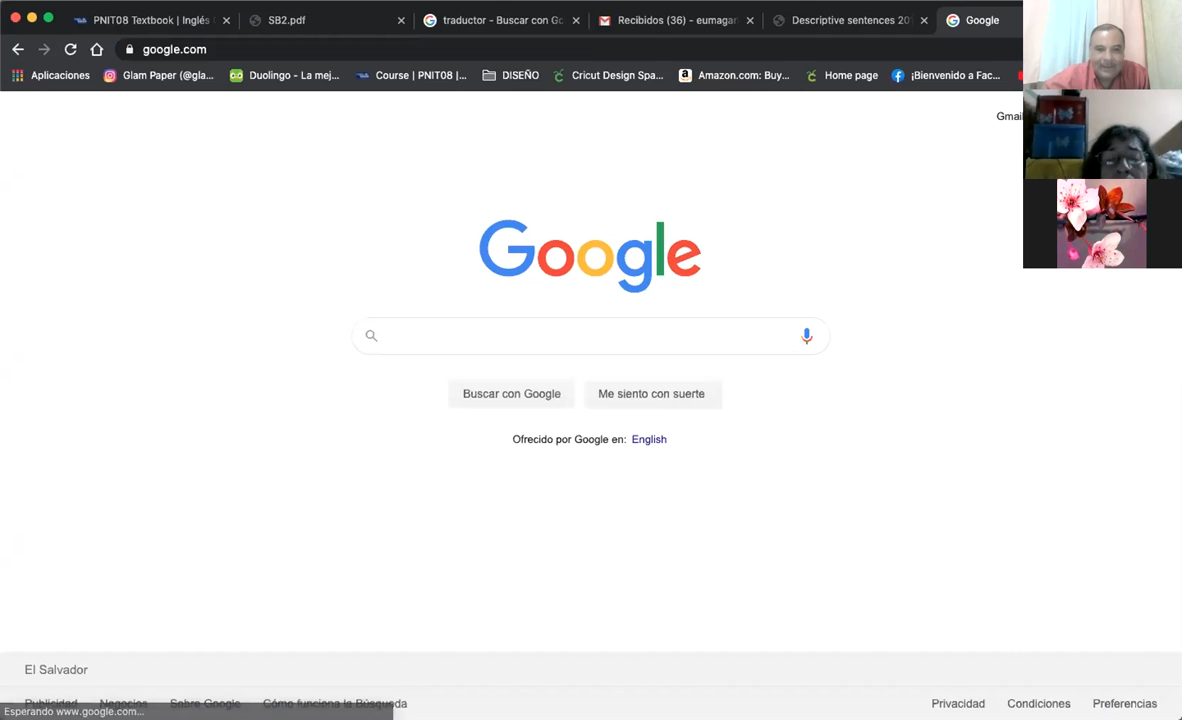 PNIT08 Textbook | Inglés
SB2.pdf
traductor - Buscar con Go
Recibidos (36) - eumagar
Descriptive sentences 20
Google
google.com
Aplicaciones
Glam Paper (@gla...
Duolingo - La mej...
Course | PNIT08 |...
DISEÑO
Cricut Design Spa...
Amazon.com: Buy...
Home page
¡Bienvenido a Fac...
Gmai
Google
Buscar con Google
Me siento con suerte
Ofrecido por Google en: English
El Salvador
Publicidad Negocios Sobre Google Cómo funciona la Búsqueda
Privacidad Condiciones Preferencias
Esperando www.google.com...